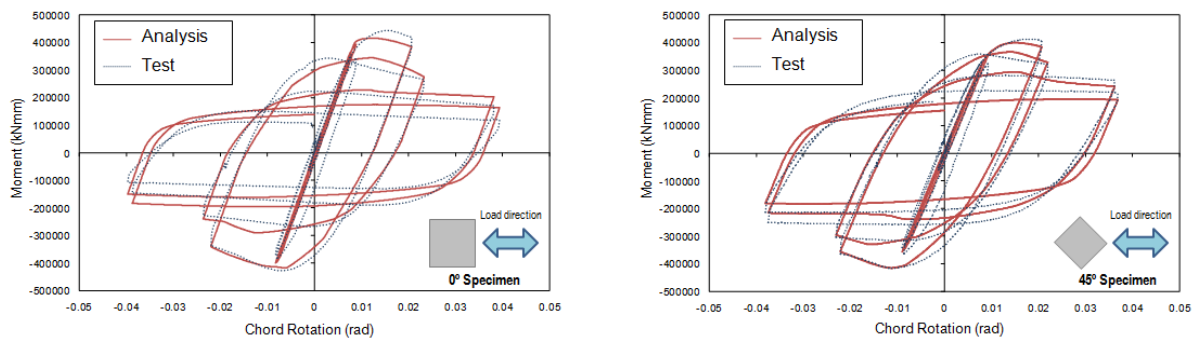 500000
400000
300000
200000
100000
0
-100000
-200000
-300000
-400000
-500000
Moment (kNmm)
Analysis
Test
Load direction
0º Specimen
-0.05 -0.04 -0.03 -0.02 -0.01 0 0.01 0.02 0.03 0.04 0.05
Chord Rotation (rad)
500000
400000
300000
200000
100000
0
-100000
-200000
-300000
-400000
-500000
Moment (kNmm)
Analysis
Test
Load direction
45º Specimen
-0.05 -0.04 -0.03 -0.02 -0.01 0 0.01 0.02 0.03 0.04 0.05
Chord Rotation (rad)